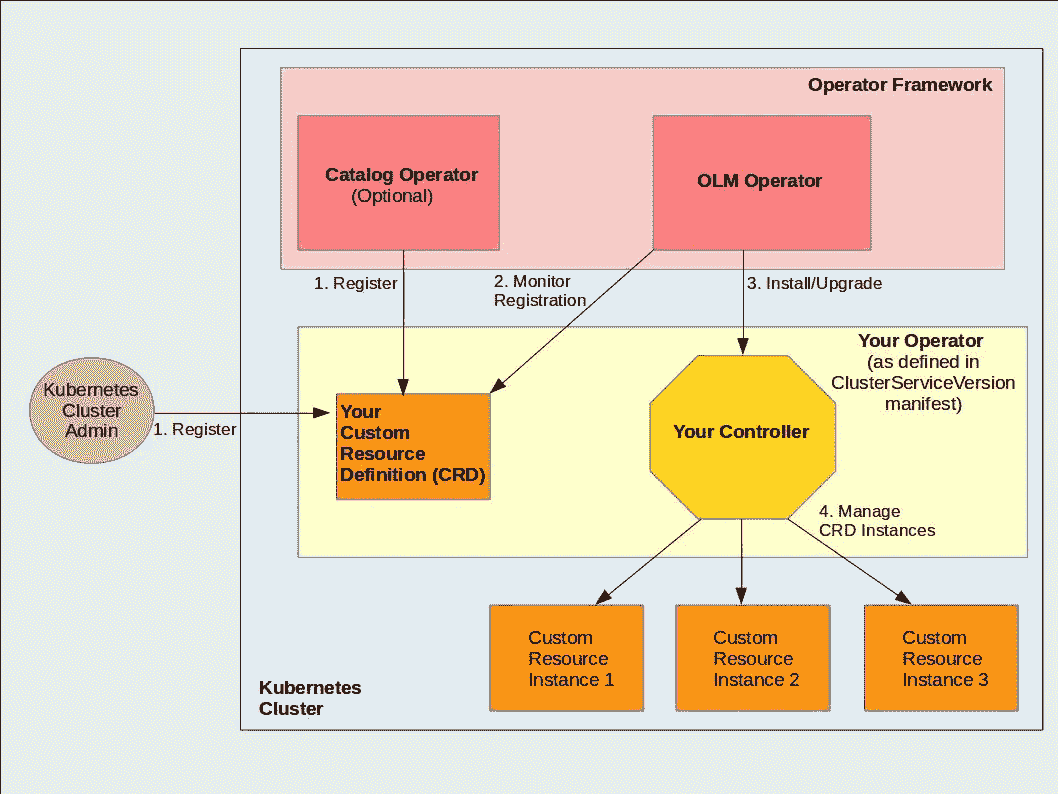 Operator Framework
Catalog Operator
(Optional)
OLM Operator
1. Register
2. Monitor
Registration
3. Install/Upgrade
Your Operator
(as defined in
ClusterServiceVersion
manifest)
Kubernetes
Cluster
Admin
1. Register
Your
Custom
Resource
Definition (CRD)
Your Controller
4. Manage
CRD Instances
Custom
Resource
Instance 1
Custom
Resource
Instance 2
Custom
Resource
Instance 3
Kubernetes
Cluster